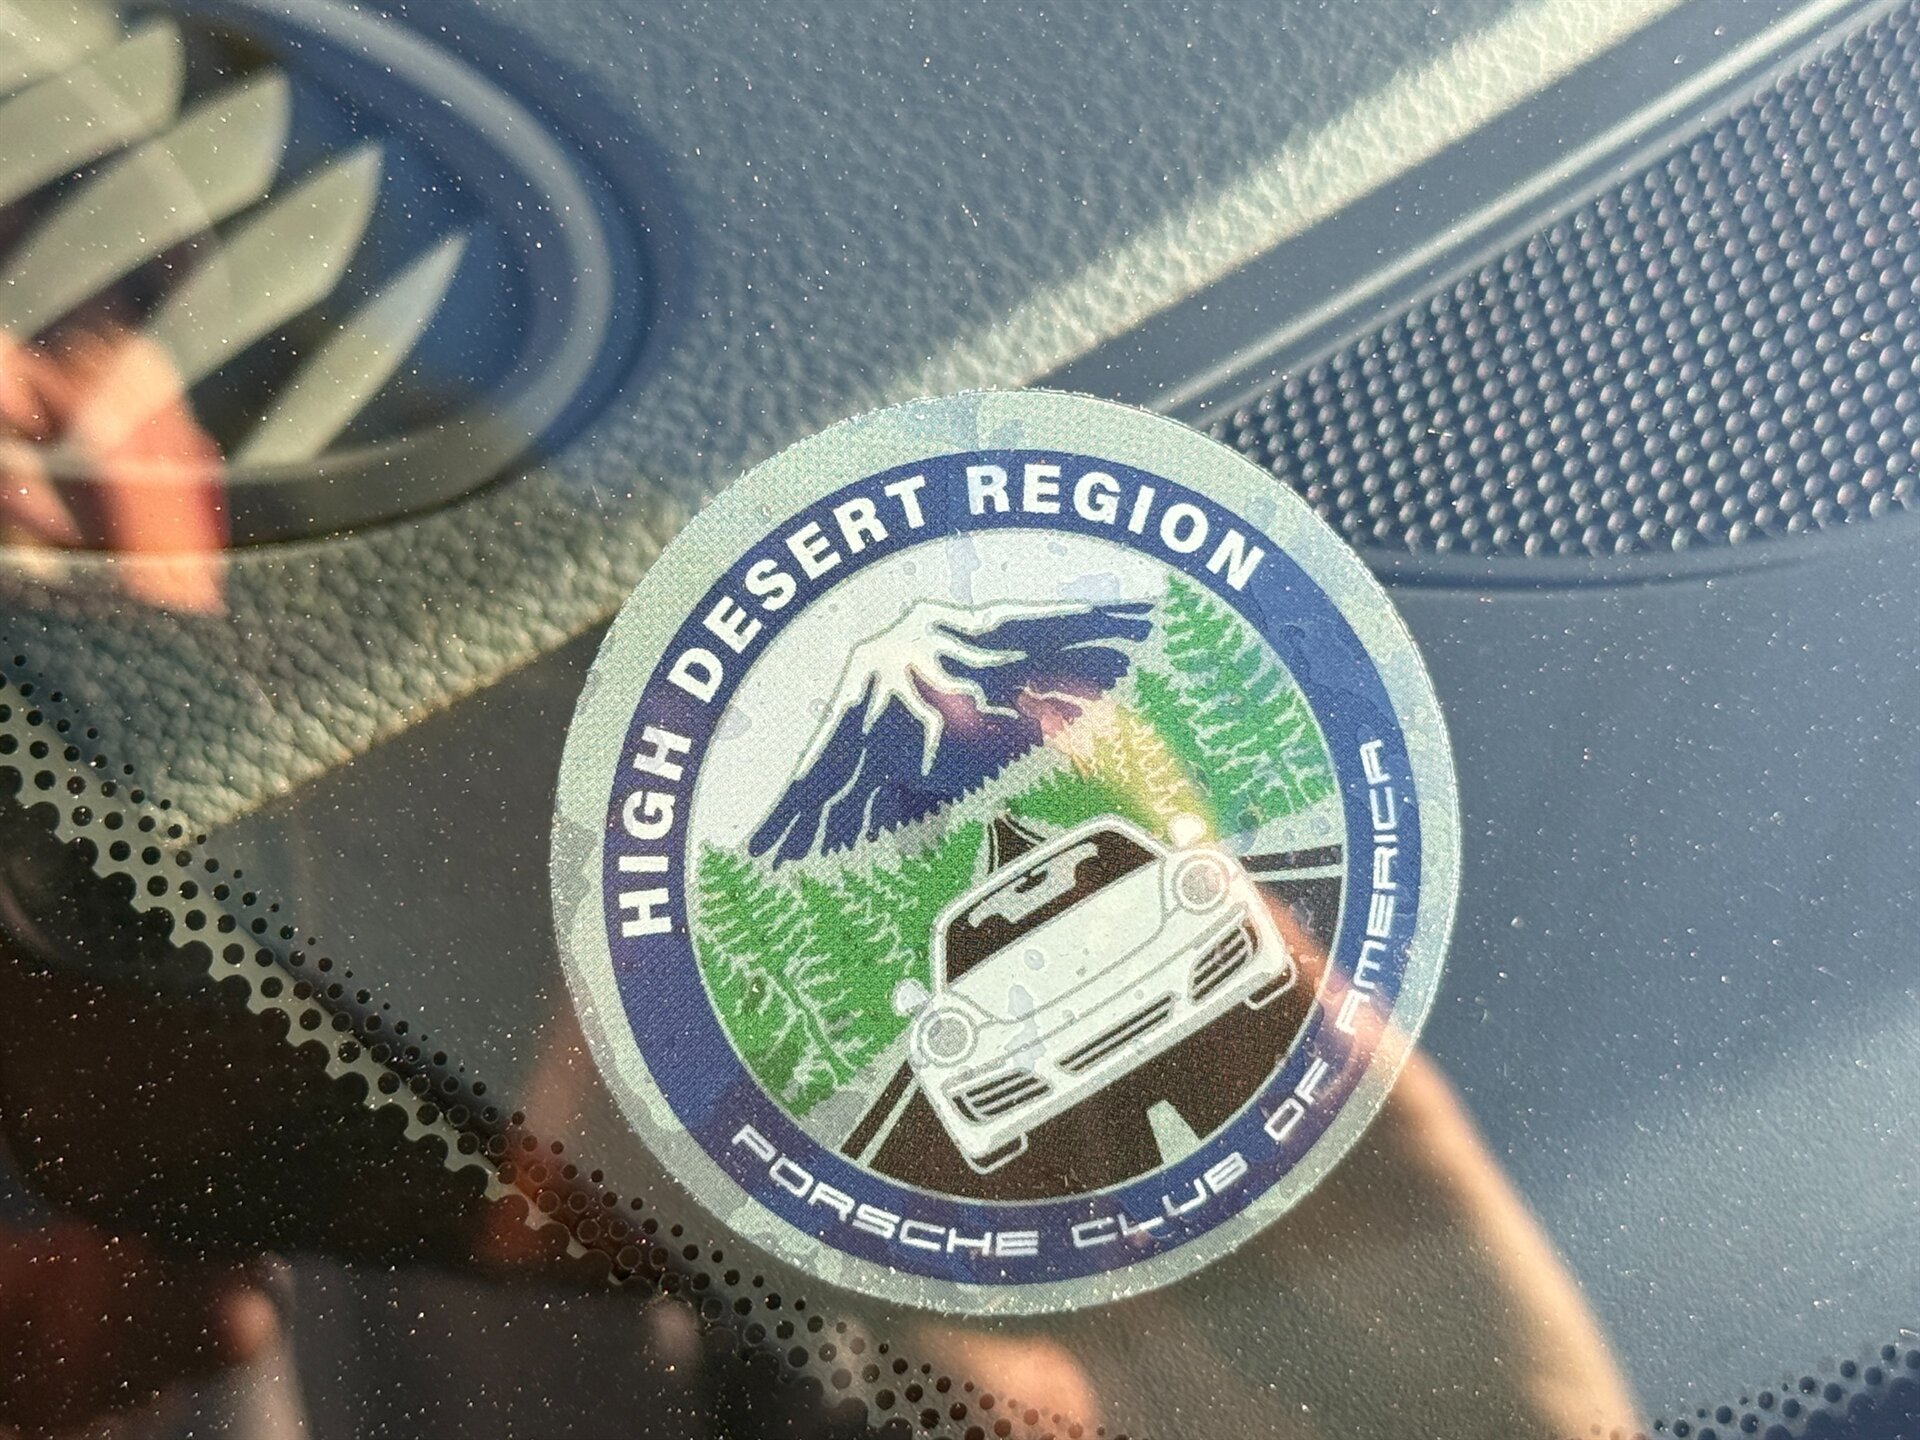 HIGH DESERT REGION
PORSCHE CLUB OF AMERICA